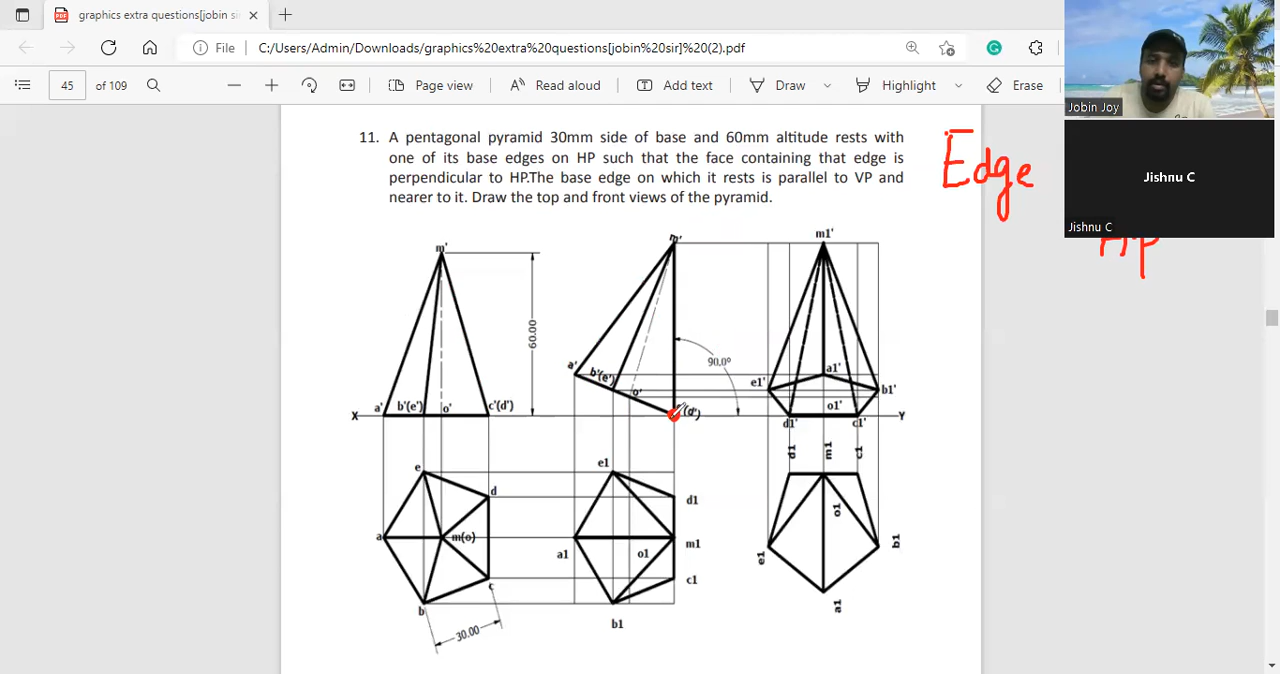 graphics extra questions[jobin si
File
C:/Users/Admin/Downloads/graphics%20extra%20questions[jobin%20sir]%20(2).pdf
45
of 109
Page view
Read aloud
Add text
Draw
Highlight
Erase
Jobin Joy
Jishnu C
Jishnu C
11. A pentagonal pyramid 30mm side of base and 60mm altitude rests with
one of its base edges on HP such that the face containing that edge is
perpendicular to HP.The base edge on which it rests is parallel to VP and
nearer to it. Draw the top and front views of the pyramid.
Edge
Hp
m'
m'
m1'
60.00
90.0°
a'
b'(e')
o'
c'(d')
X
a'
b'(e')
o'
(d')
e1'
a1'
b1'
o1'
d1'
c1'
Y
e
d
a
m(o)
b
c
30.00
e1
d1
a1
o1
m1
c1
b1
d1
m1
c1
o1
e1
b1
a1